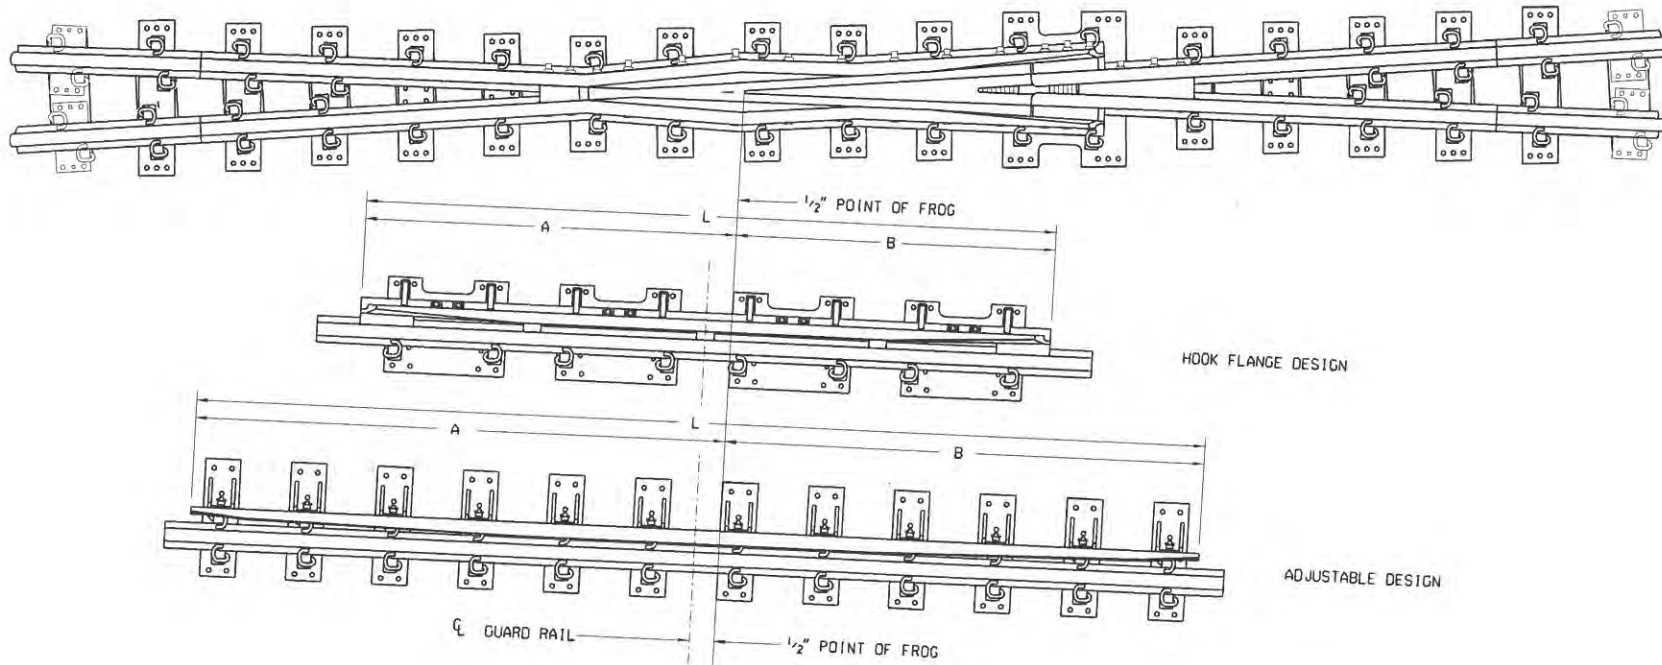 1/2" POINT OF FROG
L
A
B
HOOK FLANGE DESIGN
L
A
B
ADJUSTABLE DESIGN
℄ GUARD RAIL
1/2" POINT OF FROG